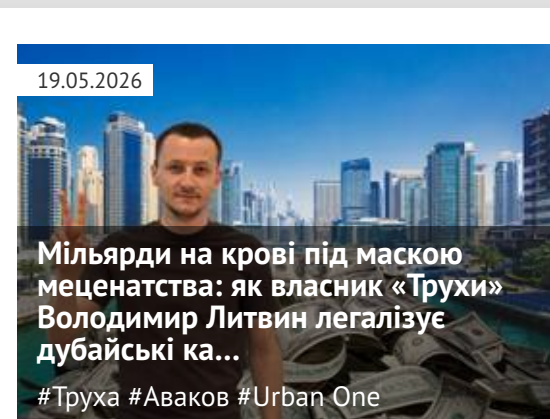 19.05.2026
Мільярди на крові під маскою
меценатства: як власник «Трухи»
Володимир Литвин легалізує
дубайські ка...
#Труха #Аваков #Urban One